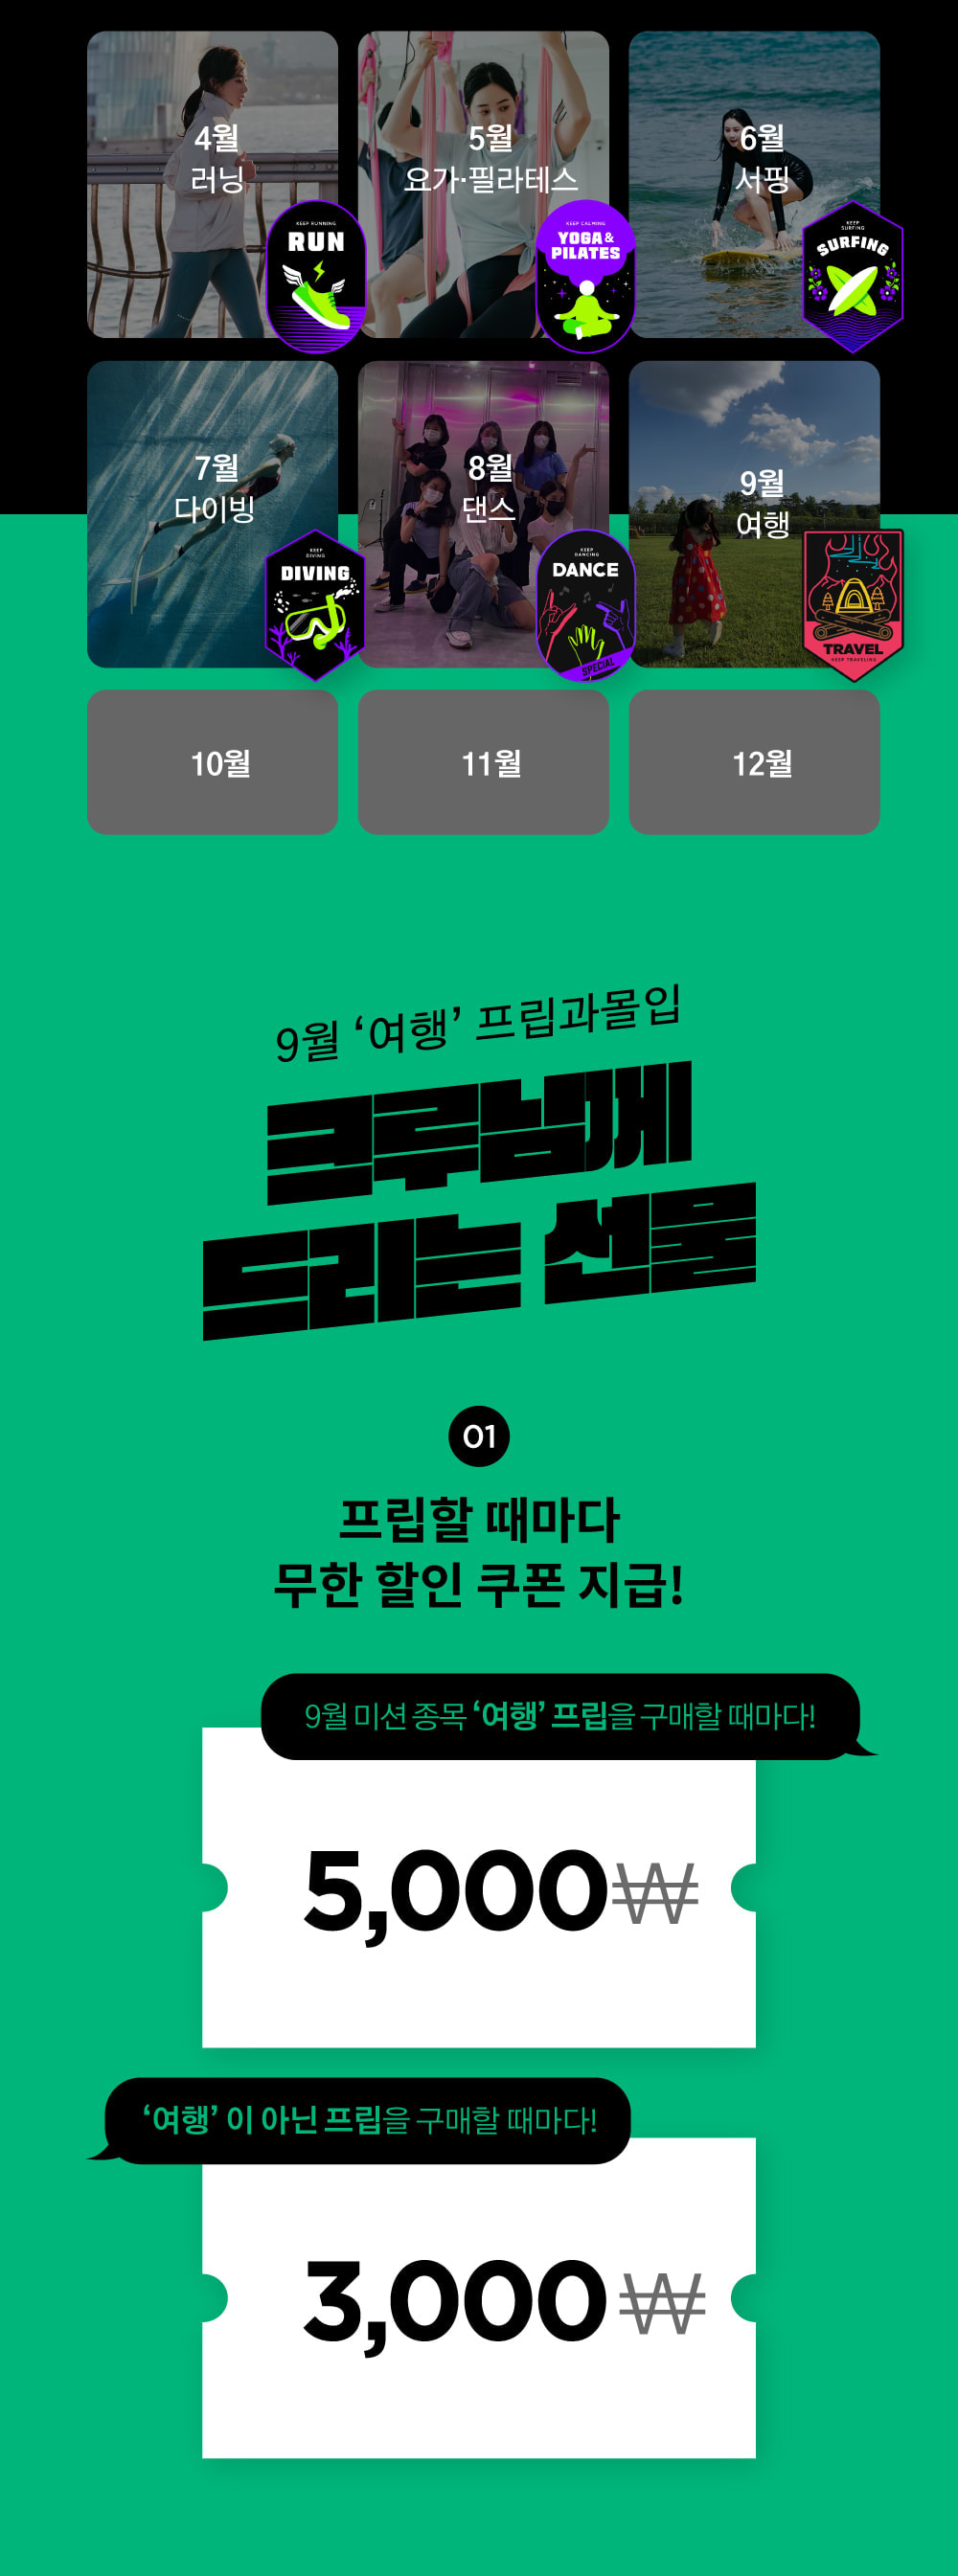 4월
러닝
KEEP RUNNING
RUN
5월
요가·필라테스
KEEP CALMING
YOGA&
PILATES
6월
서핑
KEEP
SURFING
SURFING
7월
다이빙
KEEP
DIVING
DIVING
8월
댄스
KEEP
DANCING
DANCE
SPECIAL
9월
여행
TRAVEL
KEEP TRAVELING
10월
11월
12월
9월 ‘여행’ 프립과몰입
크루님께
드리는 선물
01
프립할 때마다
무한 할인 쿠폰 지급!
9월 미션 종목 ‘여행’ 프립을 구매할 때마다!
5,000₩
‘여행’ 이 아닌 프립을 구매할 때마다!
3,000₩